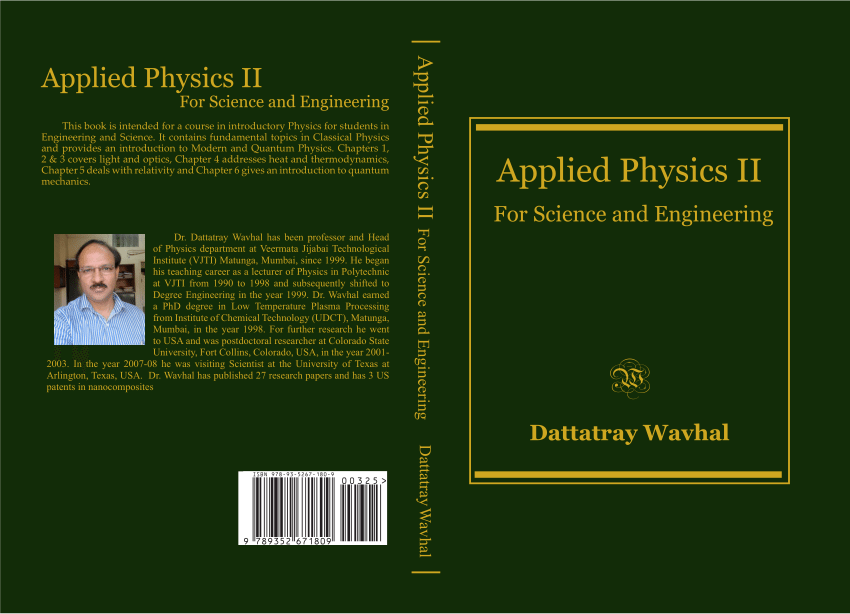 Applied Physics II
For Science and Engineering
This book is intended for a course in introductory Physics for students in
Engineering and Science. It contains fundamental topics in Classical Physics
and provides an introduction to Modern and Quantum Physics. Chapters 1,
2 & 3 covers light and optics, Chapter 4 addresses heat and thermodynamics,
Chapter 5 deals with relativity and Chapter 6 gives an introduction to quantum
mechanics.
Dr. Dattatray Wavhal has been professor and Head
of Physics department at Veermata Jijabai Technological
Institute (VJTI) Matunga, Mumbai, since 1999. He began
his teaching career as a lecturer of Physics in Polytechnic
at VJTI from 1990 to 1998 and subsequently shifted to
Degree Engineering in the year 1999. Dr. Wavhal earned
a PhD degree in Low Temperature Plasma Processing
from Institute of Chemical Technology (UDCT), Matunga,
Mumbai, in the year 1998. For further research he went
to USA and was postdoctoral researcher at Colorado State
University, Fort Collins, Colorado, USA, in the year 2001-
2003. In the year 2007-08 he was visiting Scientist at the University of Texas at
Arlington, Texas, USA. Dr. Wavhal has published 27 research papers and has 3 US
patents in nanocomposites
ISBN 978-93-5267-180-9
00325>
9 789352 671809
Applied Physics II For Science and Engineering Dattatray Wavhal
Applied Physics II
For Science and Engineering
W
Dattatray Wavhal